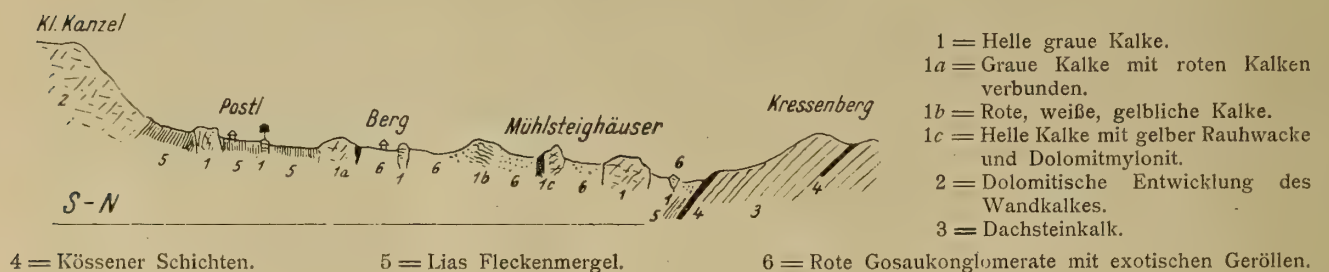 Kl. Kanzel
Postl
Berg
Mühlsteighäuser
Kressenberg
2
5
1
5
1
5
1a
6
1
6
1b
6
1c
6
1
6
1
5
4
3
4
S-N
1 = Helle graue Kalke.
1a = Graue Kalke mit roten Kalken
verbunden.
1b = Rote, weiße, gelbliche Kalke.
1c = Helle Kalke mit gelber Rauhwacke
und Dolomitmylonit.
2 = Dolomitische Entwicklung des
Wandkalkes.
3 = Dachsteinkalk.
4 = Kössener Schichten. 5 = Lias Fleckenmergel. 6 = Rote Gosaukonglomerate mit exotischen Geröllen.